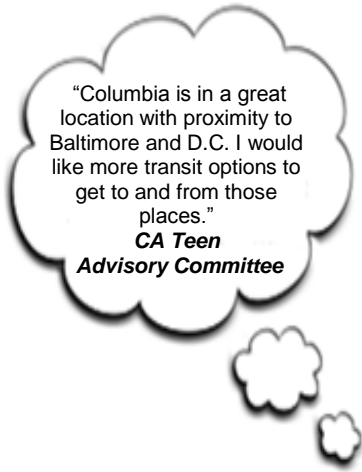 “Columbia is in a great
location with proximity to
Baltimore and D.C. I would
like more transit options to
get to and from those
places.”
CA Teen
Advisory Committee